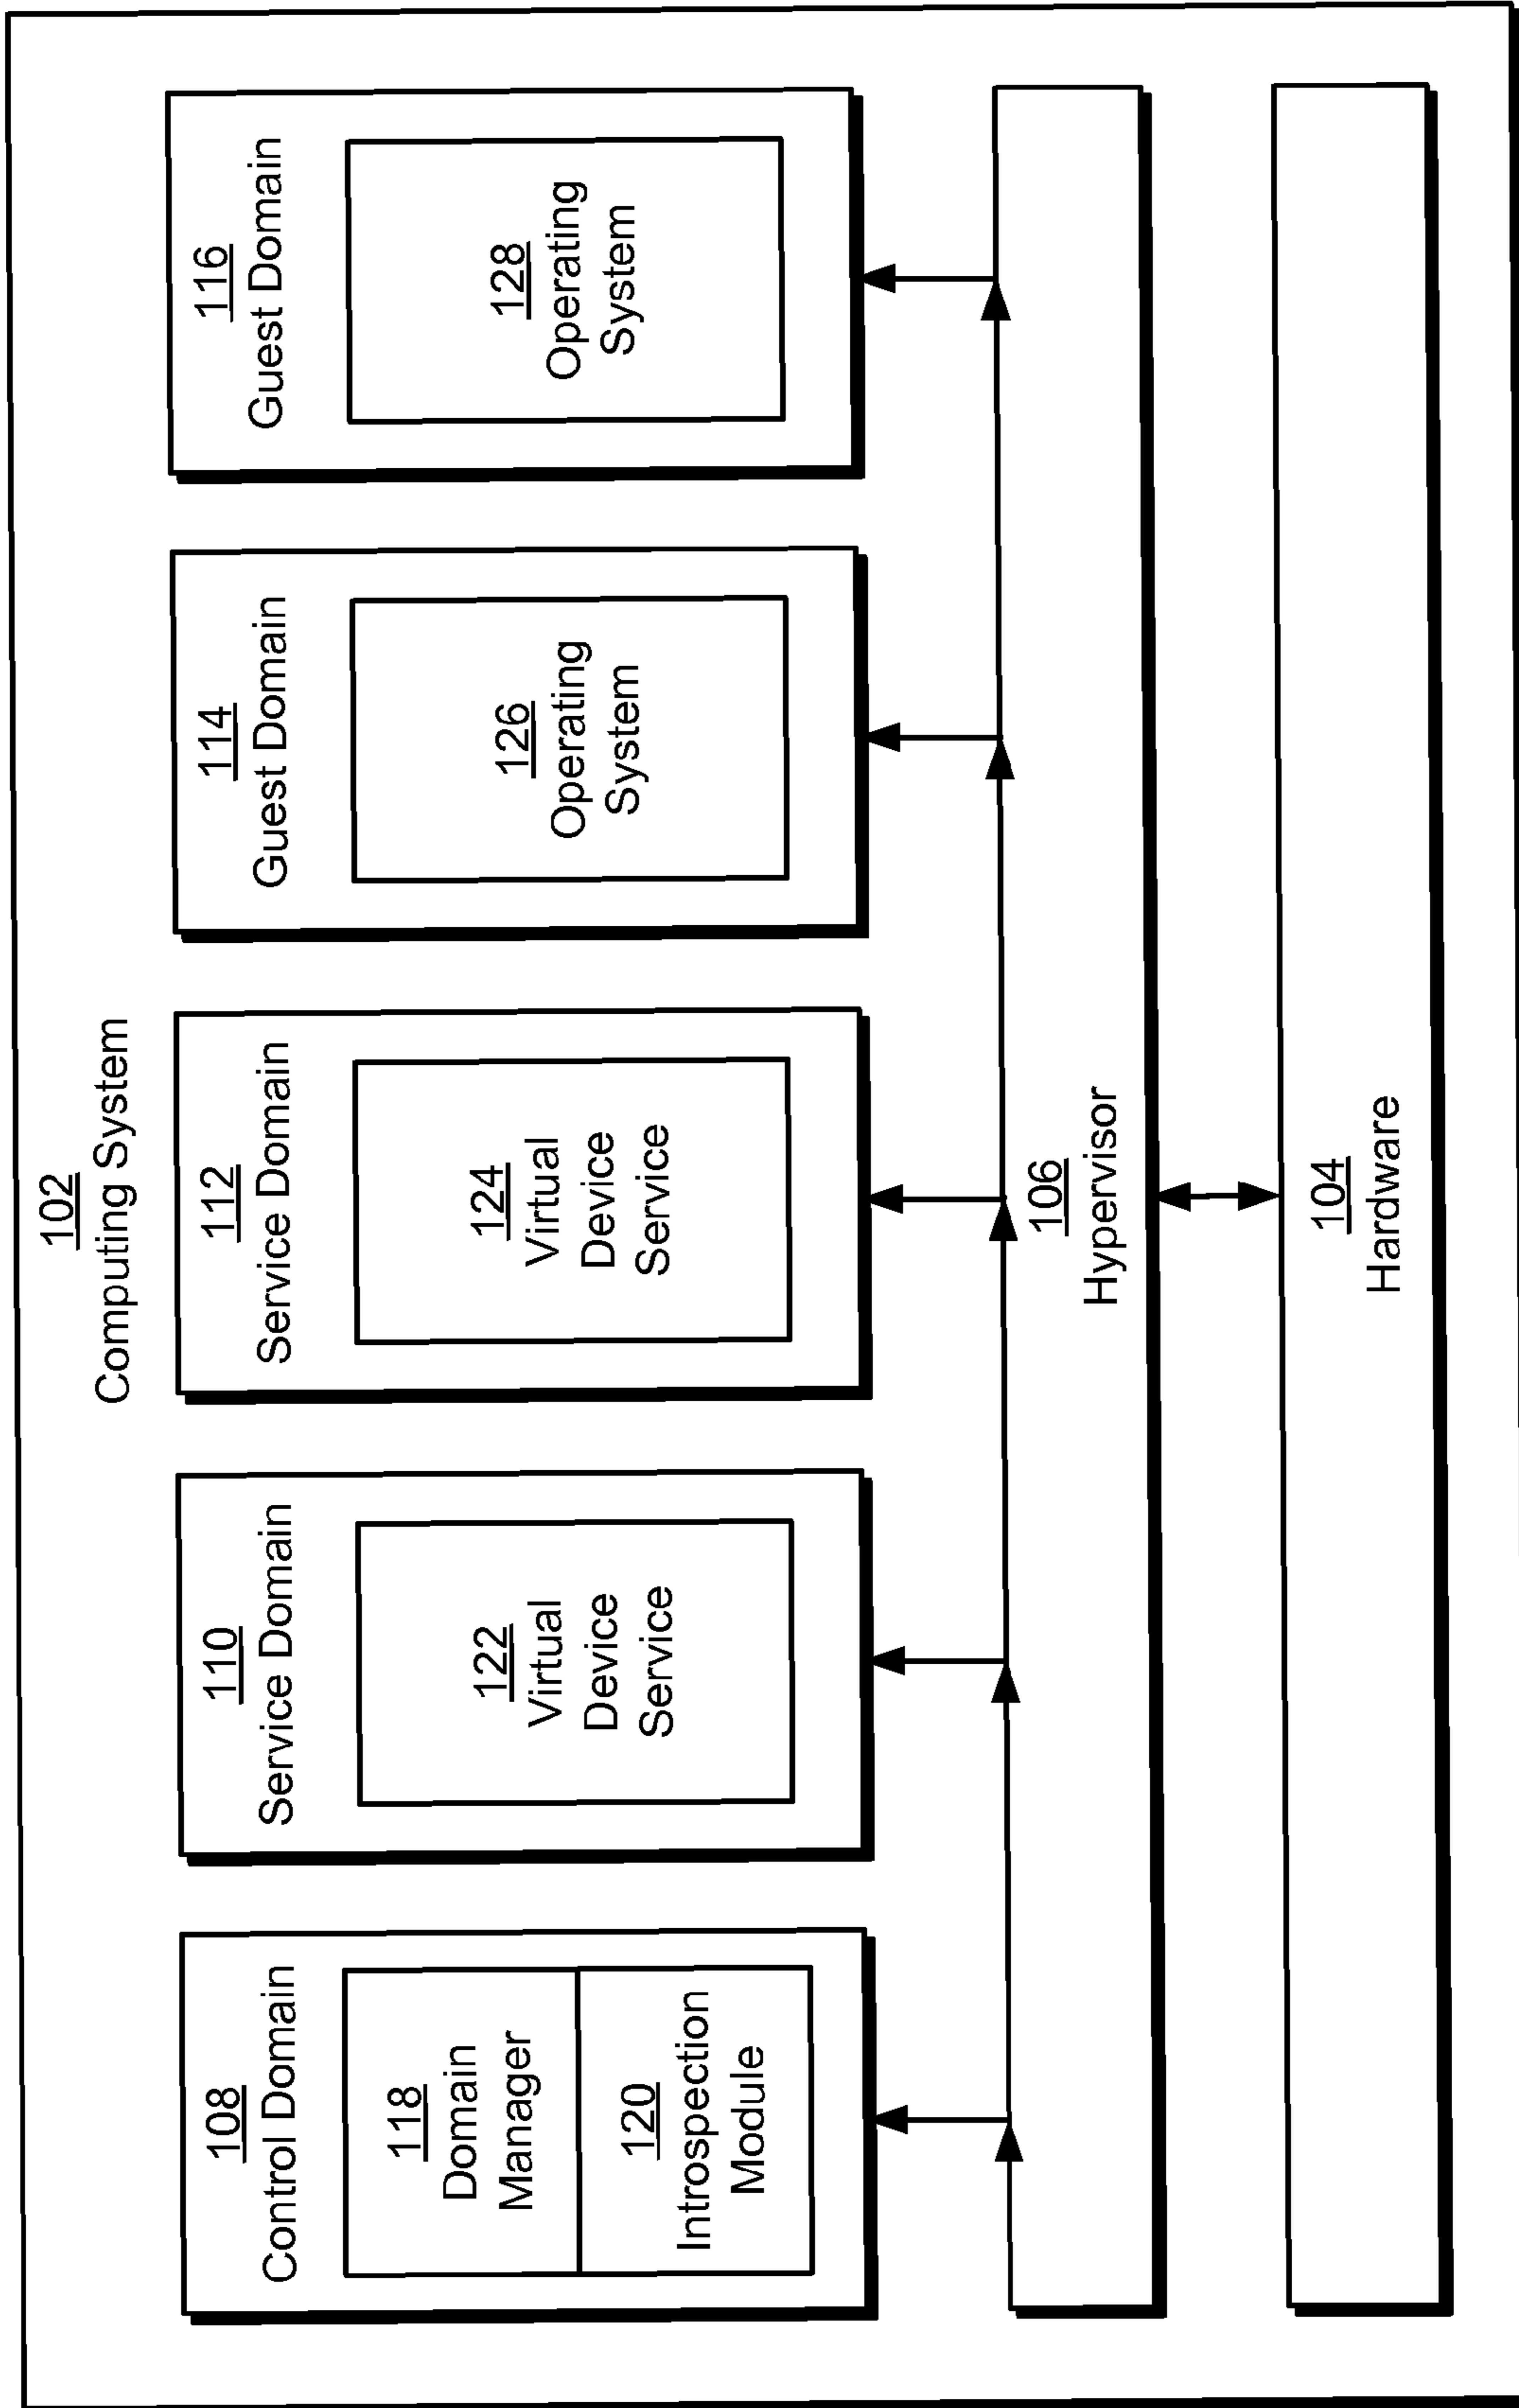 102
Computing System
108
Control Domain
118
Domain
Manager
120
Introspection
Module
110
Service Domain
122
Virtual
Device
Service
112
Service Domain
124
Virtual
Device
Service
114
Guest Domain
126
Operating
System
116
Guest Domain
128
Operating
System
106
Hypervisor
104
Hardware